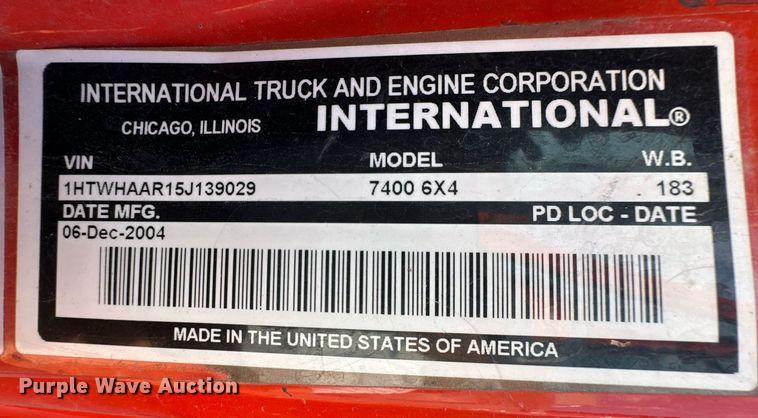 INTERNATIONAL TRUCK AND ENGINE CORPORATION
CHICAGO, ILLINOIS INTERNATIONAL®
VIN MODEL W.B.
1HTWHAAR15J139029 7400 6X4 183
DATE MFG. PD LOC - DATE
06-Dec-2004
MADE IN THE UNITED STATES OF AMERICA
Purple Wave Auction